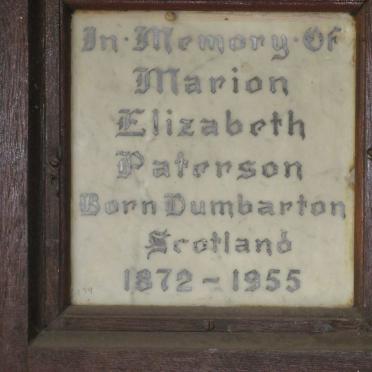 In·Memory·Of
Marion
Elizabeth
Paterson
Born Dumbarton
Scotland
1872 - 1955